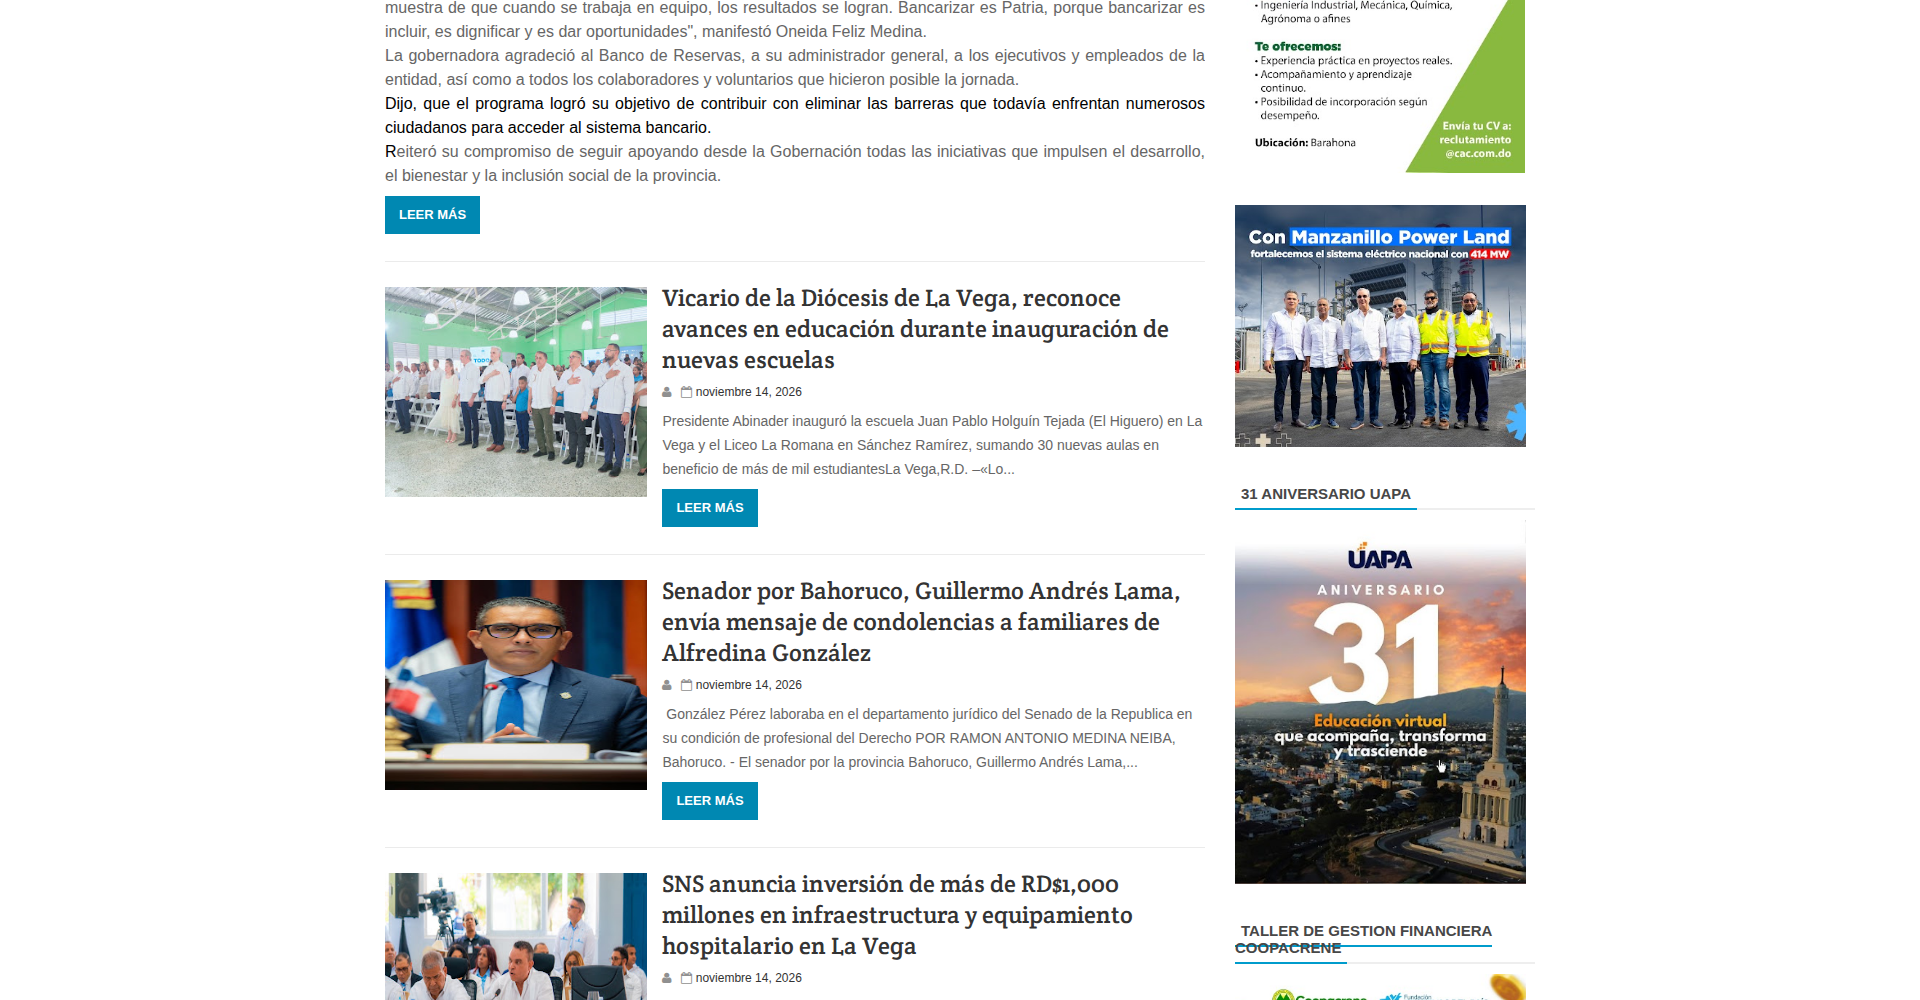 muestra de que cuando se trabaja en equipo, los resultados se logran. Bancarizar es Patria, porque bancarizar es
incluir, es dignificar y es dar oportunidades", manifestó Oneida Feliz Medina.
La gobernadora agradeció al Banco de Reservas, a su administrador general, a los ejecutivos y empleados de la
entidad, así como a todos los colaboradores y voluntarios que hicieron posible la jornada.
Dijo, que el programa logró su objetivo de contribuir con eliminar las barreras que todavía enfrentan numerosos
ciudadanos para acceder al sistema bancario.
Reiteró su compromiso de seguir apoyando desde la Gobernación todas las iniciativas que impulsen el desarrollo,
el bienestar y la inclusión social de la provincia.
LEER MÁS
Vicario de la Diócesis de La Vega, reconoce
avances en educación durante inauguración de
nuevas escuelas
noviembre 14, 2026
Presidente Abinader inauguró la escuela Juan Pablo Holguín Tejada (El Higuero) en La
Vega y el Liceo La Romana en Sánchez Ramírez, sumando 30 nuevas aulas en
beneficio de más de mil estudiantesLa Vega,R.D. –«Lo...
LEER MÁS
Senador por Bahoruco, Guillermo Andrés Lama,
envía mensaje de condolencias a familiares de
Alfredina González
noviembre 14, 2026
González Pérez laboraba en el departamento jurídico del Senado de la Republica en
su condición de profesional del Derecho POR RAMON ANTONIO MEDINA NEIBA,
Bahoruco. - El senador por la provincia Bahoruco, Guillermo Andrés Lama,...
LEER MÁS
SNS anuncia inversión de más de RD$1,000
millones en infraestructura y equipamiento
hospitalario en La Vega
noviembre 14, 2026
• Ingeniería Industrial, Mecánica, Química,
Agrónoma o afines
Te ofrecemos:
• Experiencia práctica en proyectos reales.
• Acompañamiento y aprendizaje
continuo.
• Posibilidad de incorporación según
desempeño.
Ubicación: Barahona
Envía tu CV a:
reclutamiento
@cac.com.do
Con Manzanillo Power Land
fortalecemos el sistema eléctrico nacional con 414 MW
31 ANIVERSARIO UAPA
UAPA
ANIVERSARIO
31
Educación virtual
que acompaña, transforma
y trasciende
TALLER DE GESTION FINANCIERA
COOPACRENE
Coopacrene
Fundación